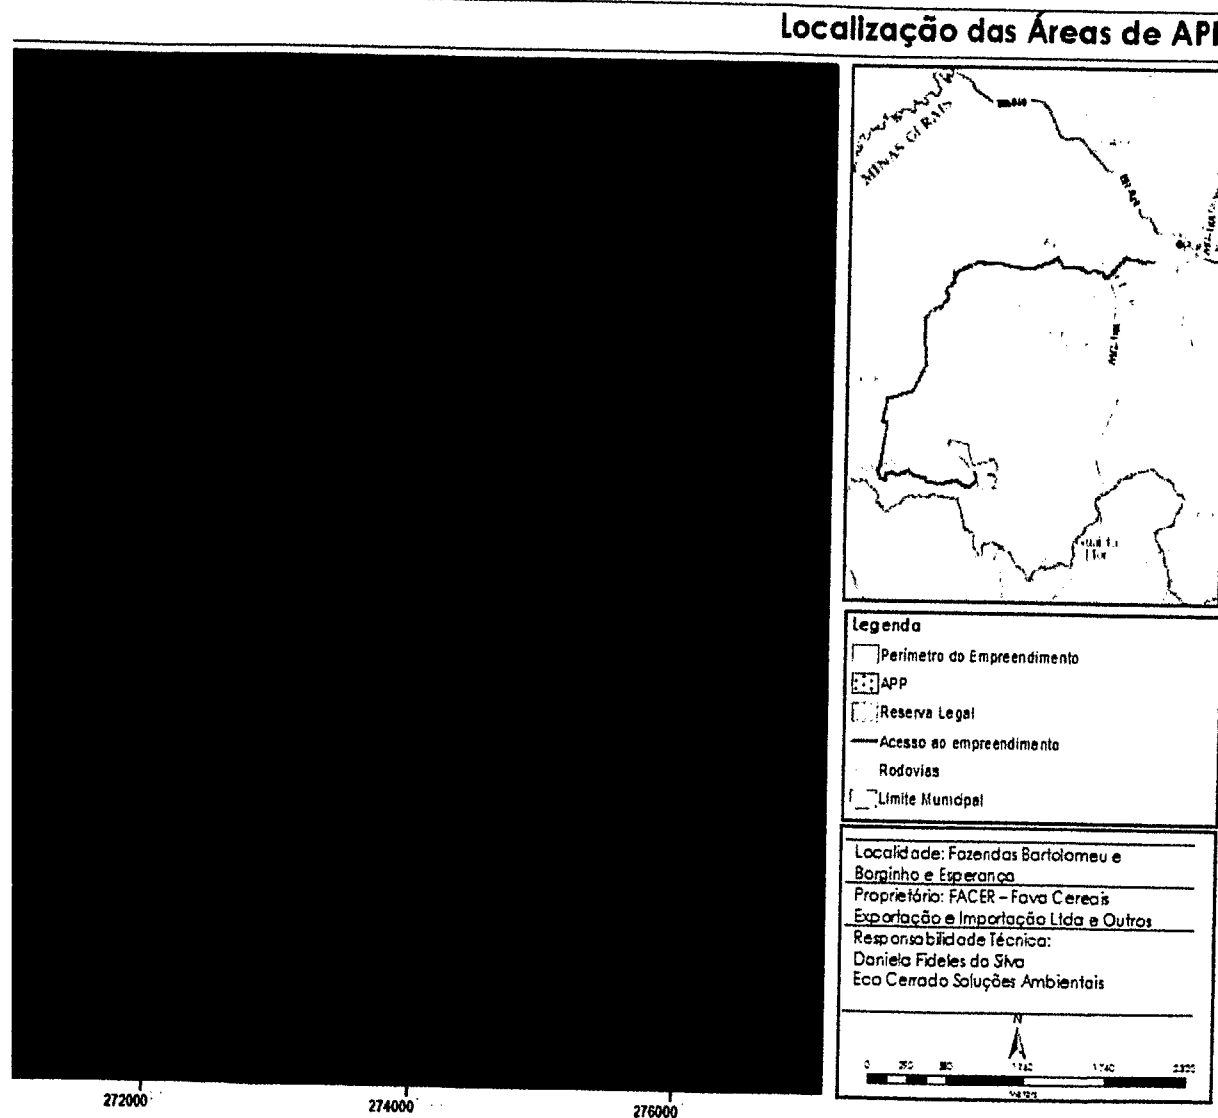 Localização das Áreas de AP
MINAS GERAIS
Legenda
Perímetro do Empreendimento
APP
Reserva Legal
Acesso ao empreendimento
Rodovias
Limite Municipal
Localidade: Fazendas Bartolomeu e
Borginho e Esperança
Proprietário: FACER – Fava Cereais
Exportação e Importação Ltda e Outros
Responsabilidade Técnica:
Daniela Fideles da Silva
Eco Cerrado Soluções Ambientais
N
0
272000
274000
276000